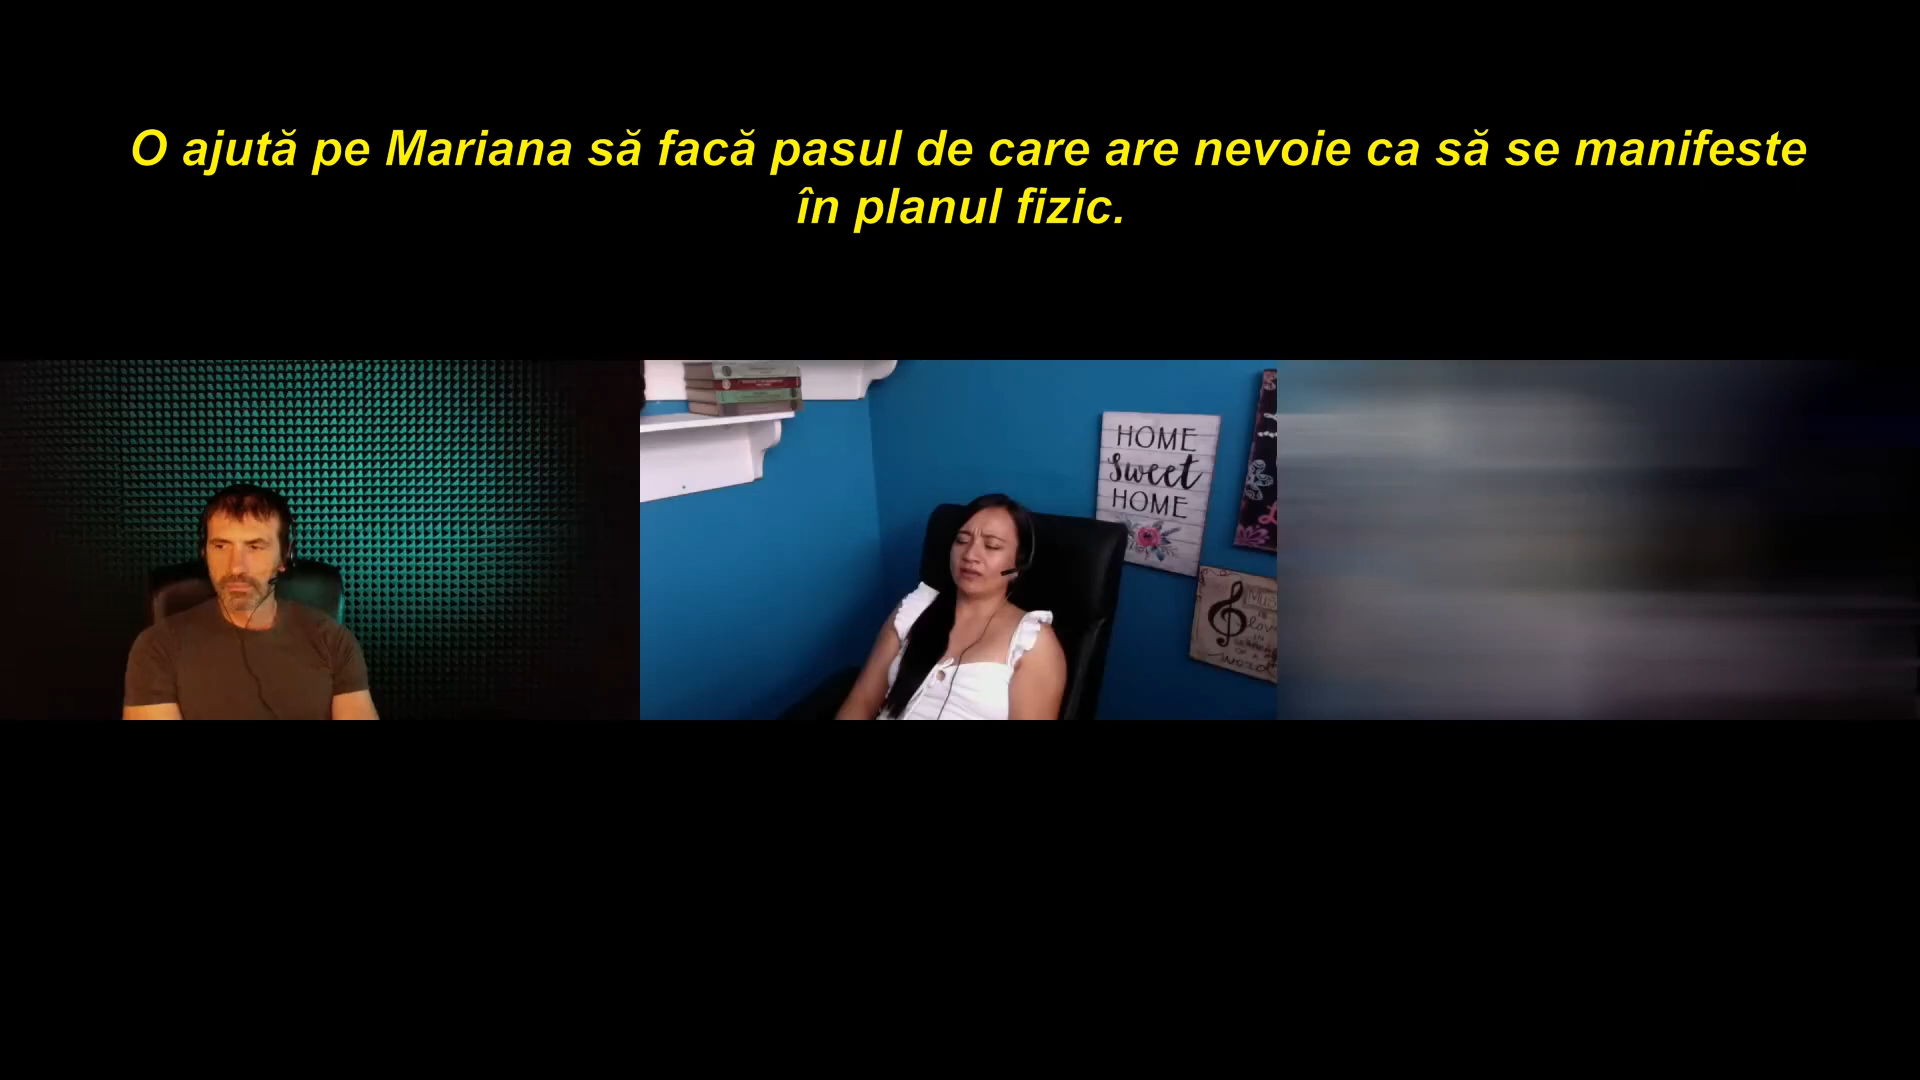 O ajută pe Mariana să facă pasul de care are nevoie ca să se manifeste
în planul fizic.
HOME
Sweet
HOME